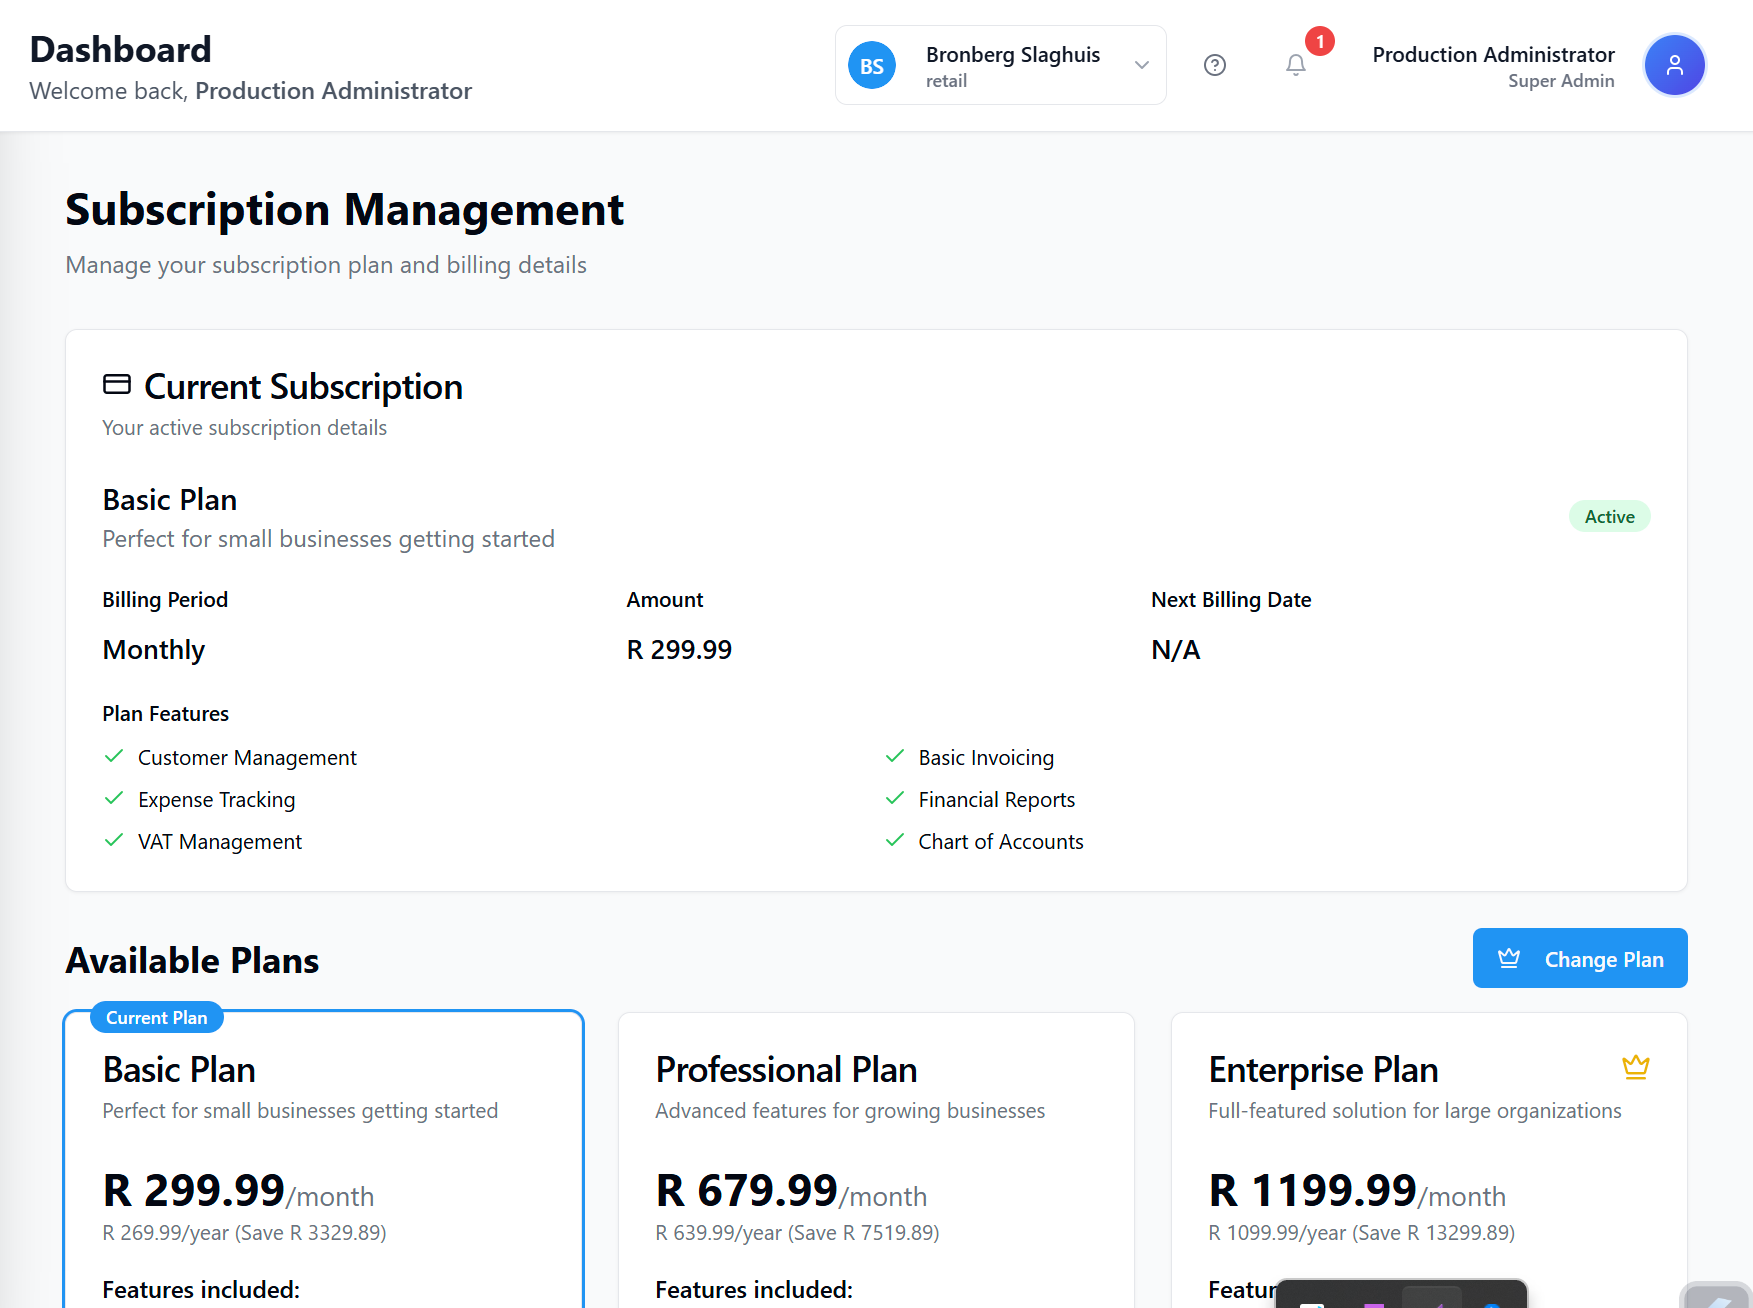 Dashboard
Welcome back, Production Administrator
BS
Bronberg Slaghuis
retail
1
Production Administrator
Super Admin
Subscription Management
Manage your subscription plan and billing details
Current Subscription
Your active subscription details
Basic Plan
Perfect for small businesses getting started
Active
Billing Period
Monthly
Amount
R 299.99
Next Billing Date
N/A
Plan Features
Customer Management
Basic Invoicing
Expense Tracking
Financial Reports
VAT Management
Chart of Accounts
Available Plans
Change Plan
Current Plan
Basic Plan
Perfect for small businesses getting started
R 299.99/month
R 269.99/year (Save R 3329.89)
Features included:
Professional Plan
Advanced features for growing businesses
R 679.99/month
R 639.99/year (Save R 7519.89)
Features included:
Enterprise Plan
Full-featured solution for large organizations
R 1199.99/month
R 1099.99/year (Save R 13299.89)